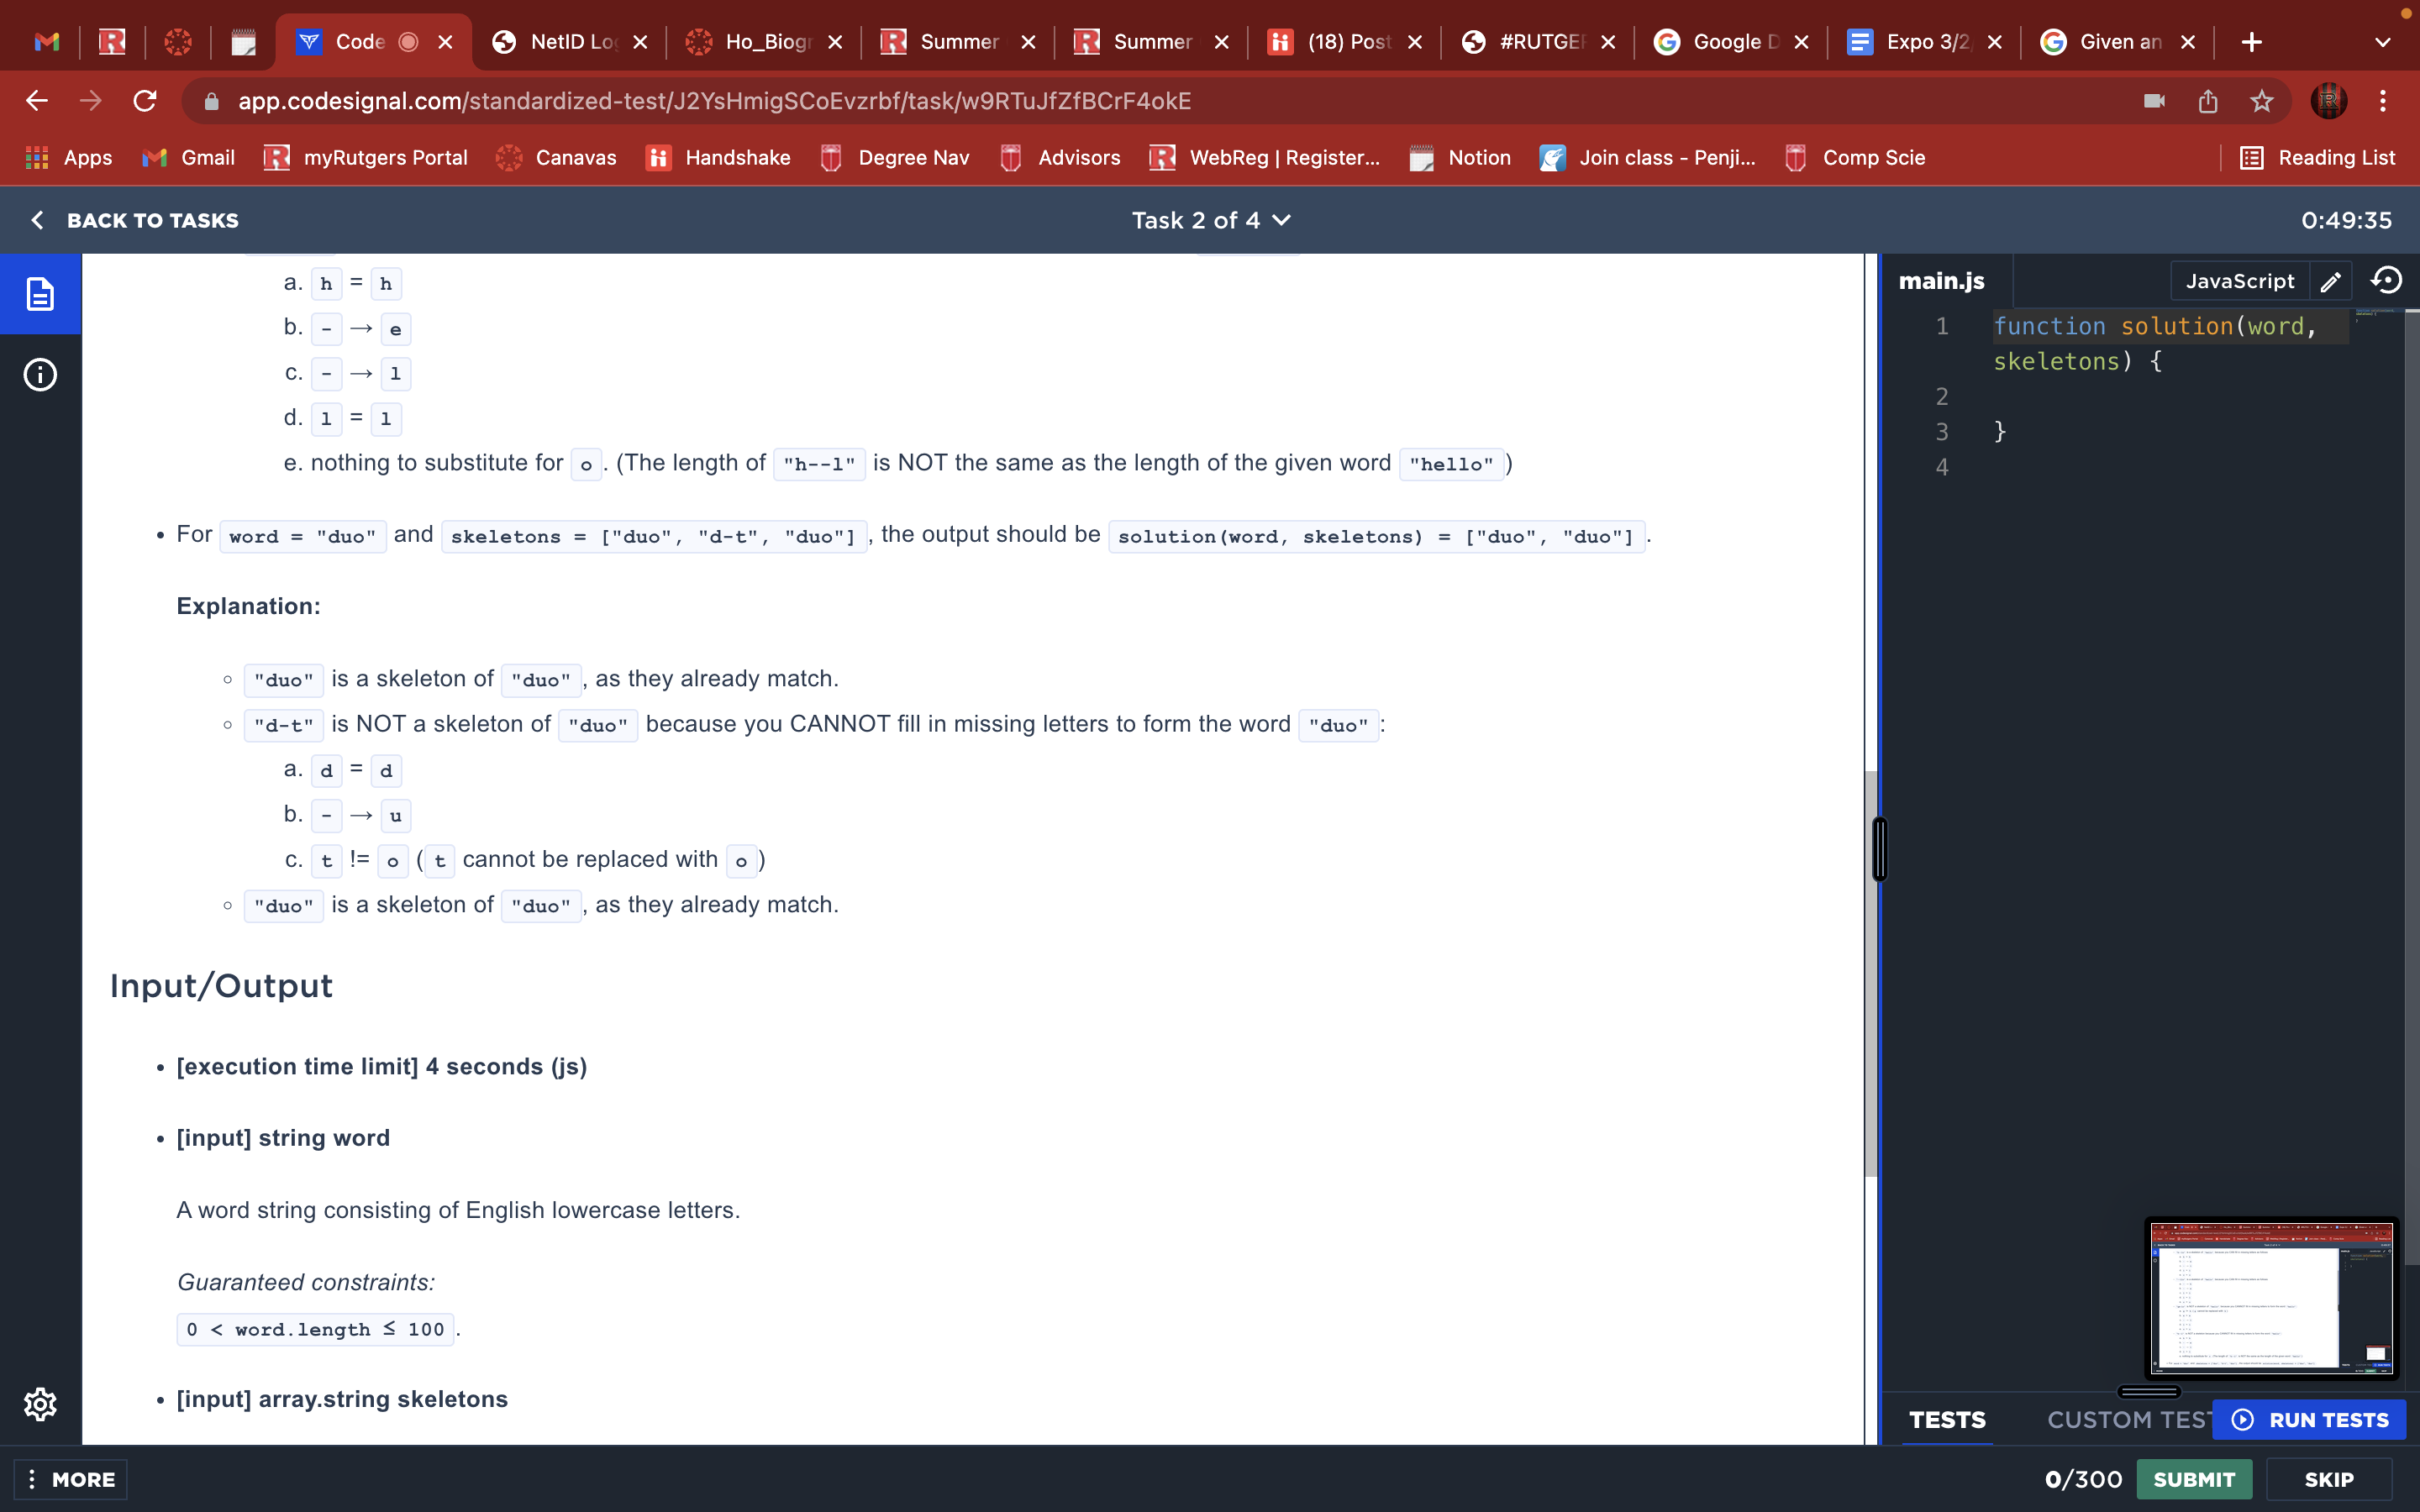 Code
NetID Lo
Ho_Biogr
Summer
Summer
(18) Post
#RUTGE
Google D
Expo 3/2
Given an
app.codesignal.com/standardized-test/J2YsHmigSCoEvzrbf/task/w9RTuJfZfBCrF4okE
Apps Gmail myRutgers Portal Canavas Handshake Degree Nav Advisors WebReg | Register... Notion Join class - Penji... Comp Scie Reading List
BACK TO TASKS Task 2 of 4 0:49:35
a. h = h
b. - → e
c. - → l
d. l = l
e. nothing to substitute for o. (The length of "h--l" is NOT the same as the length of the given word "hello")
• For word = "duo" and skeletons = ["duo", "d-t", "duo"], the output should be solution(word, skeletons) = ["duo", "duo"].
Explanation:
◦ "duo" is a skeleton of "duo", as they already match.
◦ "d-t" is NOT a skeleton of "duo" because you CANNOT fill in missing letters to form the word "duo":
a. d = d
b. - → u
c. t != o (t cannot be replaced with o)
◦ "duo" is a skeleton of "duo", as they already match.
Input/Output
• [execution time limit] 4 seconds (js)
• [input] string word
A word string consisting of English lowercase letters.
Guaranteed constraints:
0 < word.length ≤ 100.
• [input] array.string skeletons
main.js JavaScript
1 function solution(word,
skeletons) {
2
3 }
4
TESTS CUSTOM TES RUN TESTS
MORE 0/300 SUBMIT SKIP